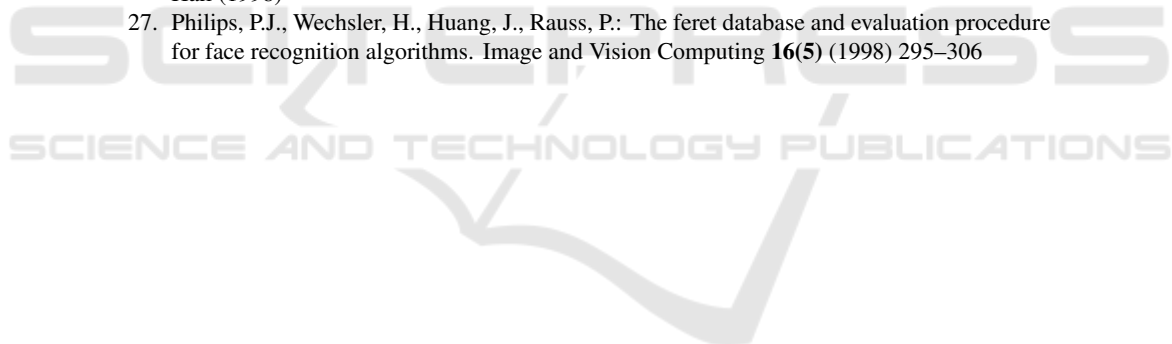 27. Philips, P.J., Wechsler, H., Huang, J., Rauss, P.: The feret database and evaluation procedure
for face recognition algorithms. Image and Vision Computing 16(5) (1998) 295–306
SCITEPRESS
SCIENCE AND TECHNOLOGY PUBLICATIONS